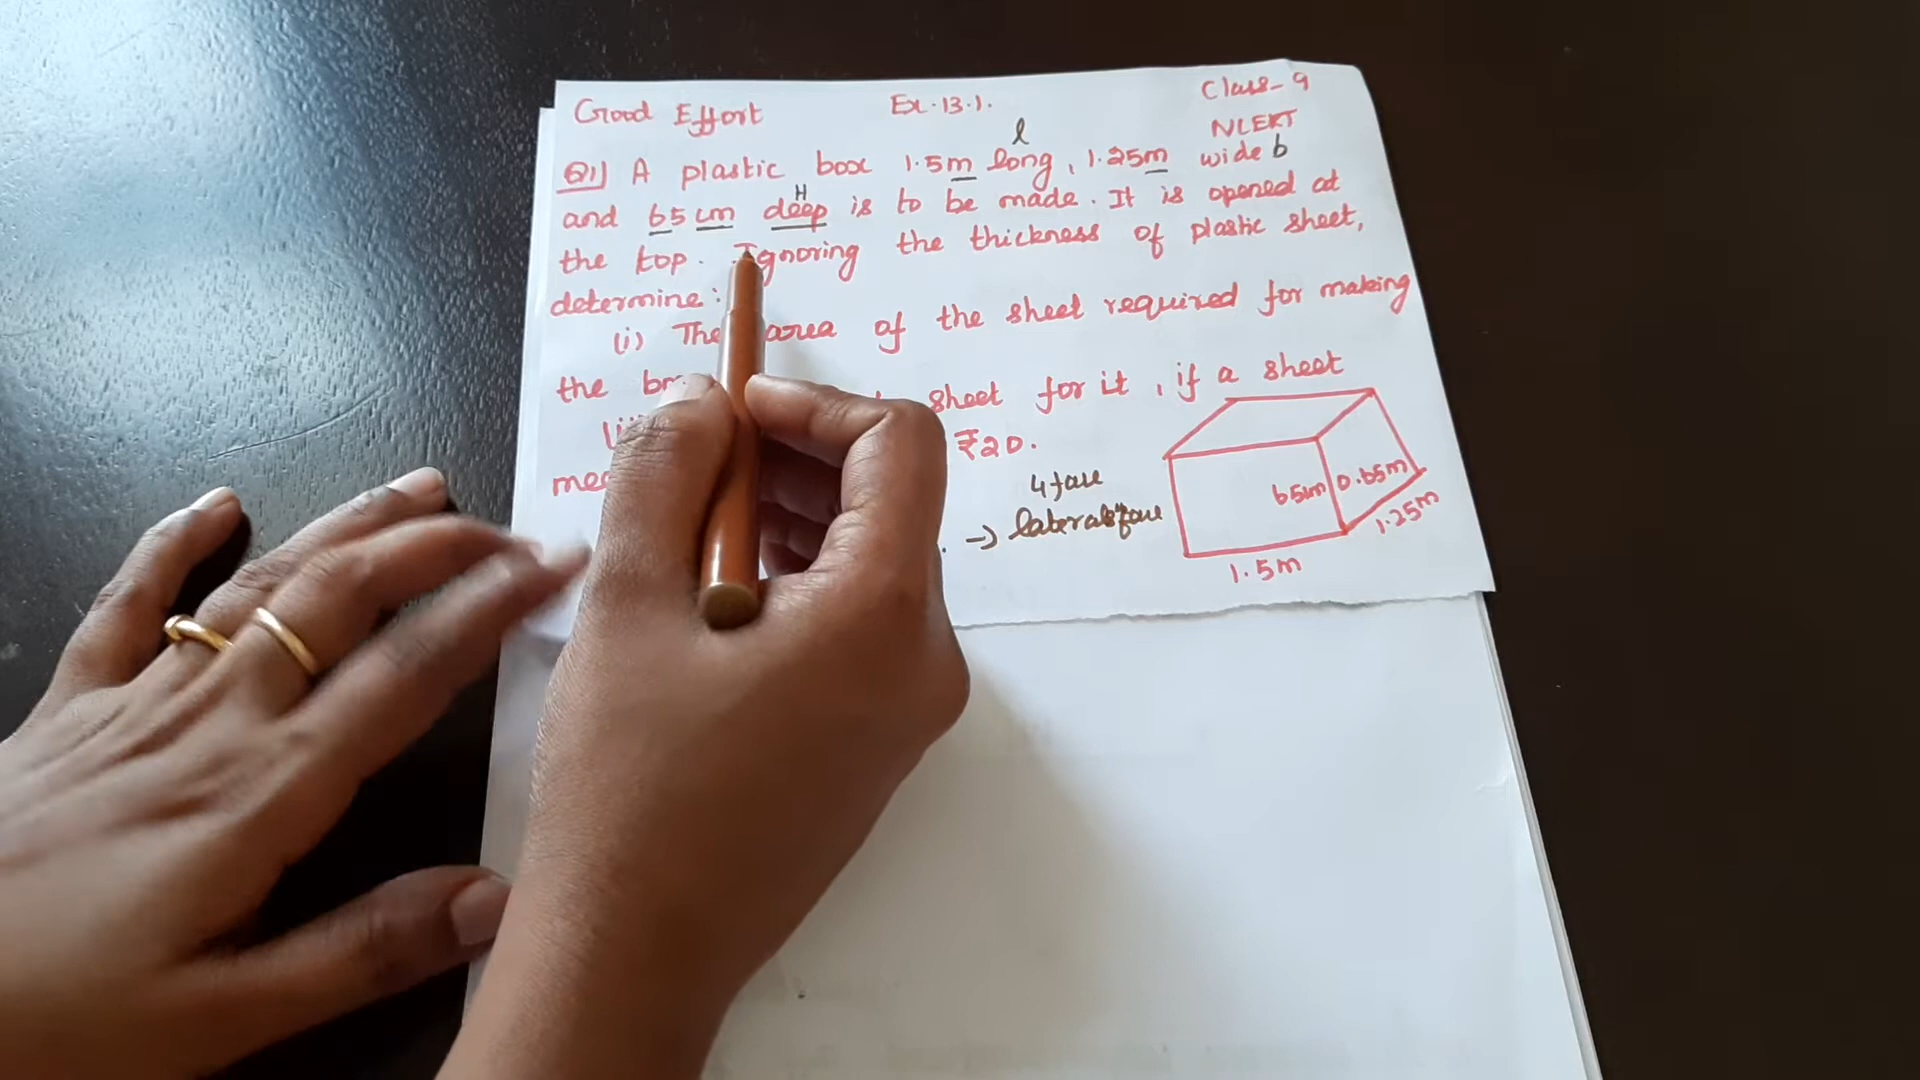 Good Effort Ex.13.1. Class-9
NCERT
l
Q1) A plastic box 1.5m long, 1.25m wide b
H
and 65 cm deep is to be made. It is opened at
the top. Ignoring the thickness of plastic sheet,
determine:
(i) The area of the sheet required for making
the
sheet for it, if a sheet
₹20.
4 face
→ lateral
65cm 0.65m
1.25m
1.5m